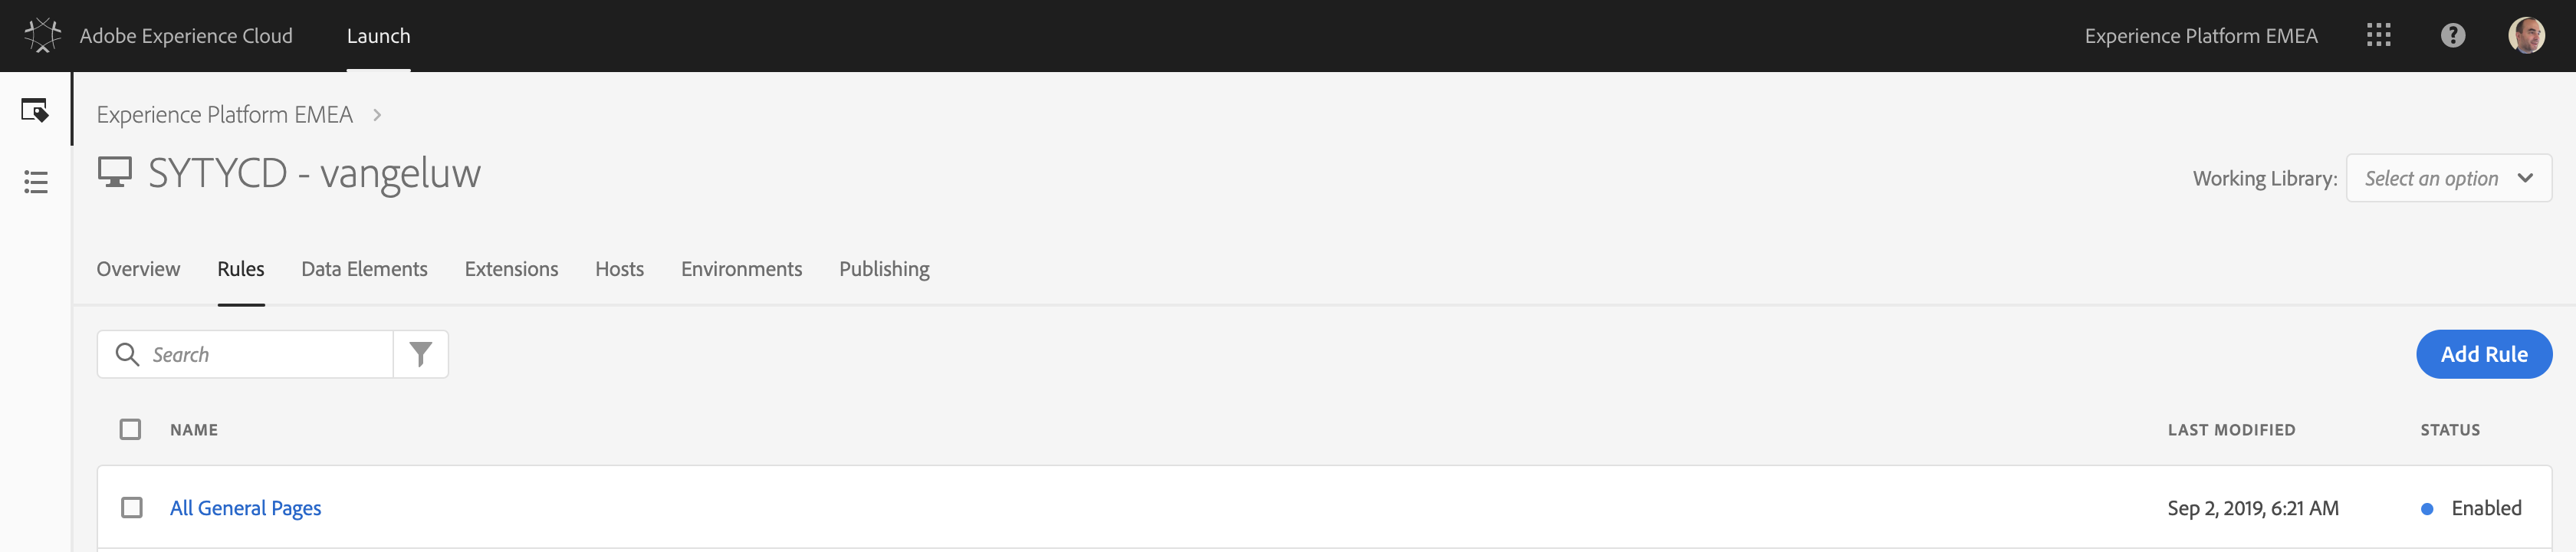 Adobe Experience Cloud Launch Experience Platform EMEA ?
Experience Platform EMEA >
SYTYCD - vangeluw
Working Library: Select an option
Overview Rules Data Elements Extensions Hosts Environments Publishing
Search Add Rule
NAME LAST MODIFIED STATUS
All General Pages Sep 2, 2019, 6:21 AM Enabled